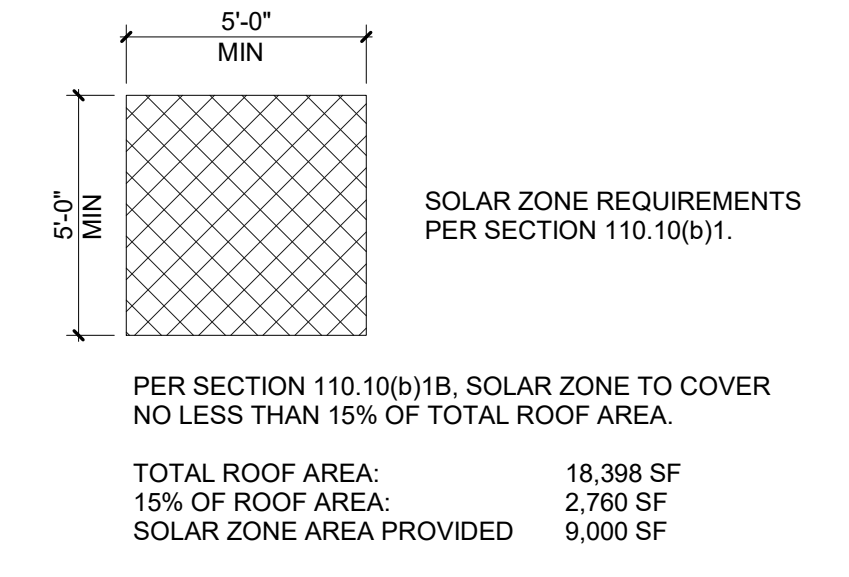 5'-0"
MIN
5'-0"
MIN
SOLAR ZONE REQUIREMENTS
PER SECTION 110.10(b)1.
PER SECTION 110.10(b)1B, SOLAR ZONE TO COVER
NO LESS THAN 15% OF TOTAL ROOF AREA.
TOTAL ROOF AREA: 18,398 SF
15% OF ROOF AREA: 2,760 SF
SOLAR ZONE AREA PROVIDED 9,000 SF